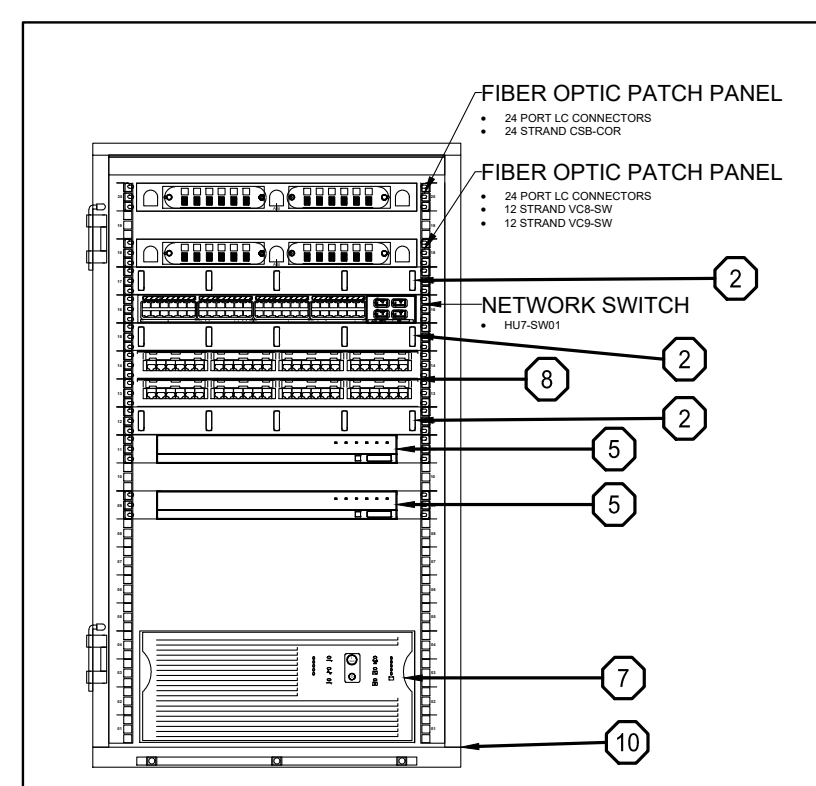 FIBER OPTIC PATCH PANEL
• 24 PORT LC CONNECTORS
• 24 STRAND CSB-COR
FIBER OPTIC PATCH PANEL
• 24 PORT LC CONNECTORS
• 12 STRAND VC8-SW
• 12 STRAND VC9-SW
2
NETWORK SWITCH
• HU7-SW01
2
8
2
5
5
7
10